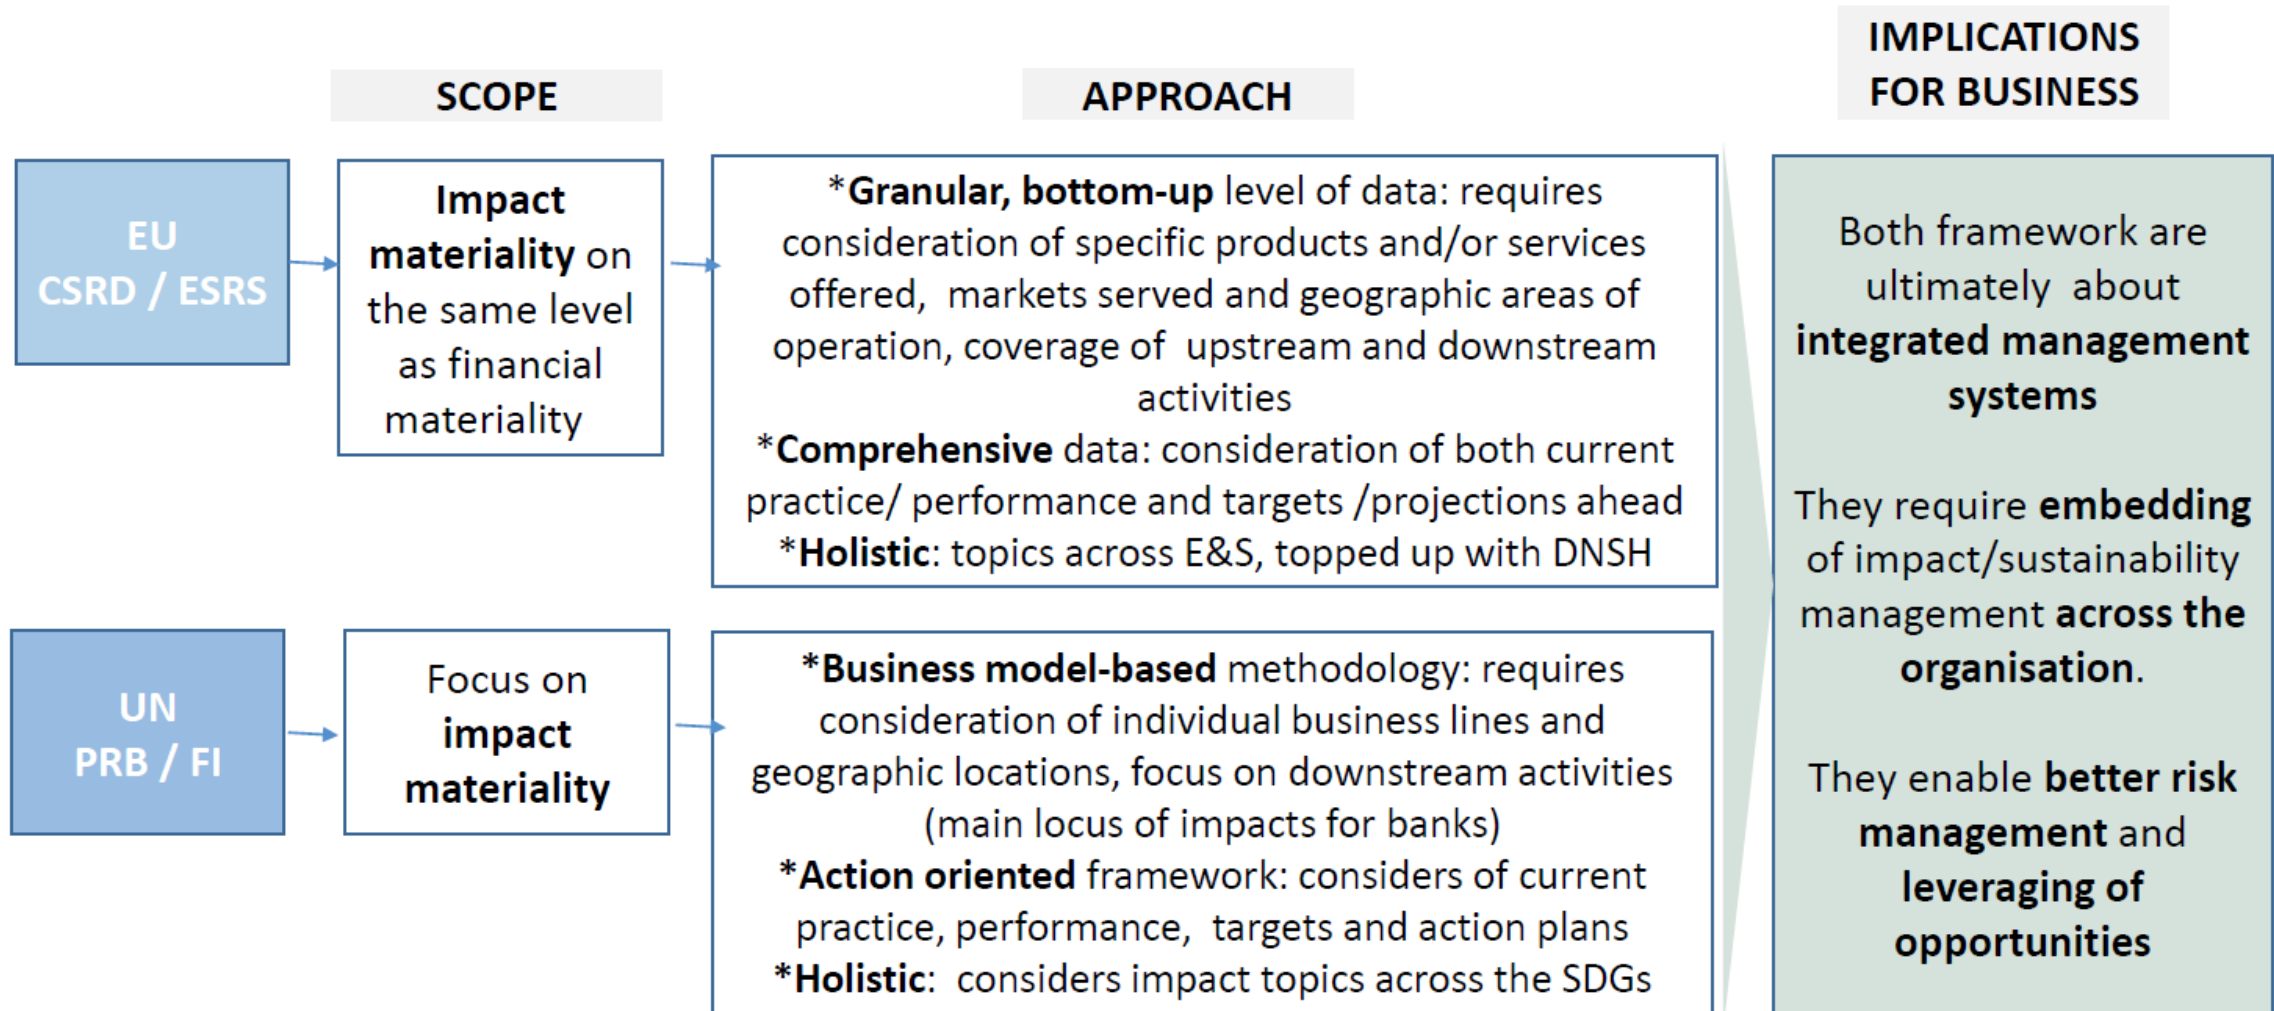 SCOPE
APPROACH
IMPLICATIONS
FOR BUSINESS
EU
CSRD / ESRS
Impact
materiality on
the same level
as financial
materiality
*Granular, bottom-up level of data: requires
consideration of specific products and/or services
offered, markets served and geographic areas of
operation, coverage of upstream and downstream
activities
*Comprehensive data: consideration of both current
practice/ performance and targets /projections ahead
*Holistic: topics across E&S, topped up with DNSH
UN
PRB / FI
Focus on
impact
materiality
*Business model-based methodology: requires
consideration of individual business lines and
geographic locations, focus on downstream activities
(main locus of impacts for banks)
*Action oriented framework: considers of current
practice, performance, targets and action plans
*Holistic: considers impact topics across the SDGs
Both framework are
ultimately about
integrated management
systems
They require embedding
of impact/sustainability
management across the
organisation.
They enable better risk
management and
leveraging of
opportunities